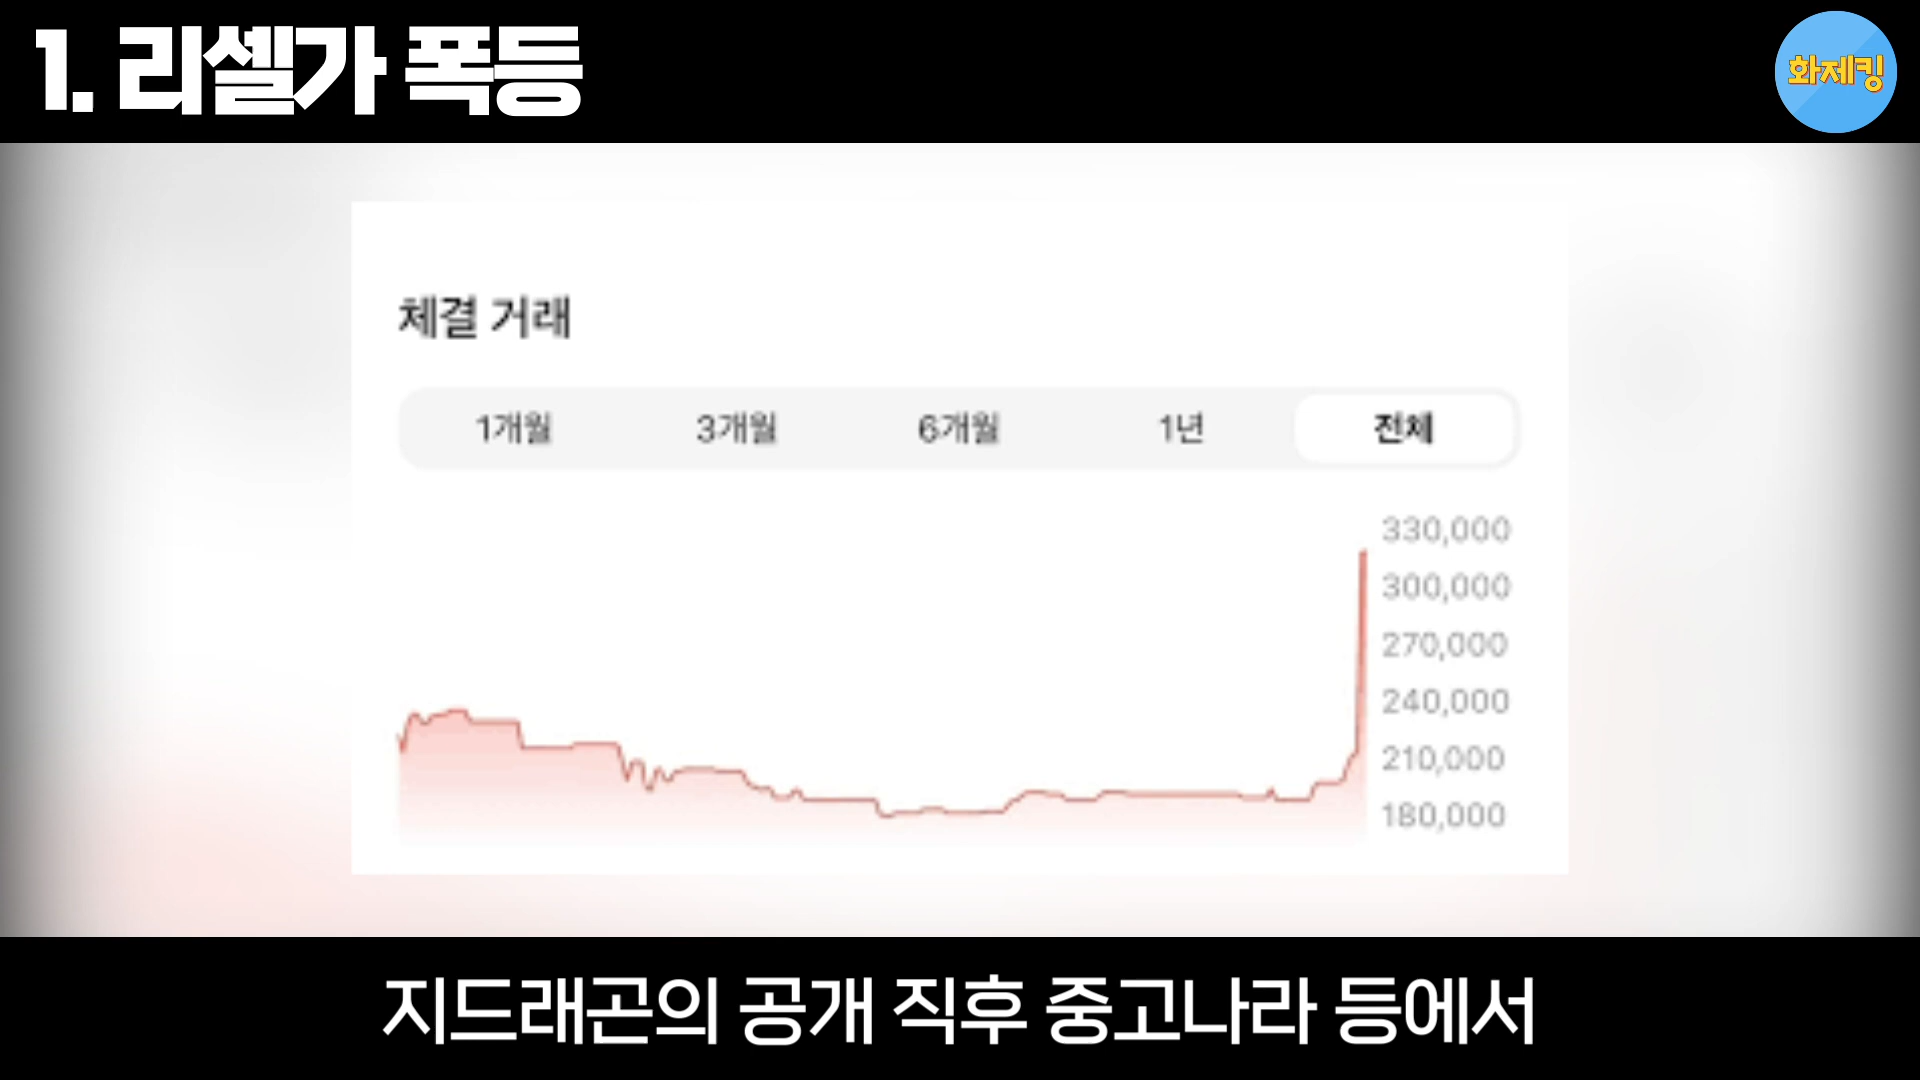 1. 리셀가 폭등
화제킹
체결 거래
1개월 3개월 6개월 1년 전체
330,000
300,000
270,000
240,000
210,000
180,000
지드래곤의 공개 직후 중고나라 등에서